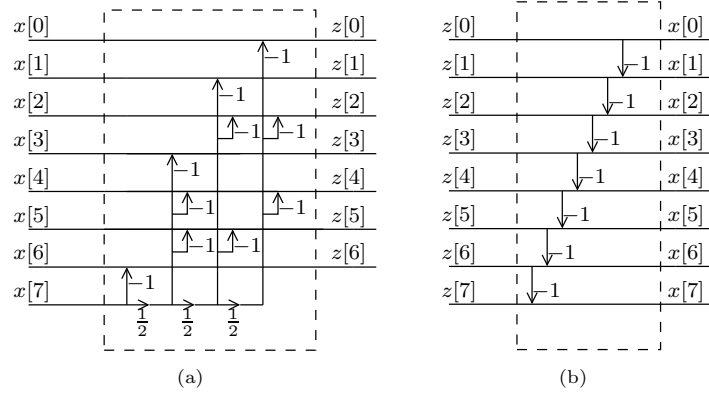 x[0] z[0] z[0] x[0]
−1 −1
x[1] z[1] z[1] x[1]
−1 −1
x[2] z[2] z[2] x[2]
−1 −1 −1
x[3] z[3] z[3] x[3]
−1 −1
x[4] z[4] z[4] x[4]
−1 −1 −1
x[5] z[5] z[5] x[5]
−1 −1 −1
x[6] z[6] z[6] x[6]
−1 −1
x[7] z[7] x[7]
1/2 1/2 1/2
(a) (b)